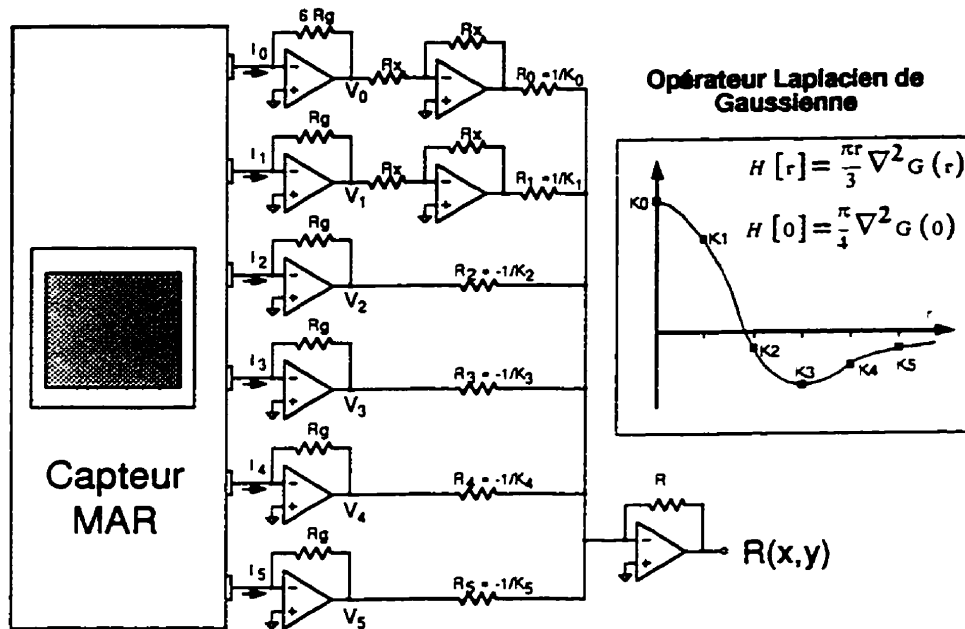 Capteur
MAR
I0
6 Rg
V0
Rx
Rx
R0 = 1/K0
I1
Rg
V1
Rx
Rx
R1 = 1/K1
I2
Rg
V2
R2 = -1/K2
I3
Rg
V3
R3 = -1/K3
I4
Rg
V4
R4 = -1/K4
I5
Rg
V5
R5 = -1/K5
R
R(x,y)
Opérateur Laplacien de
Gaussienne
H [r] = πr/3 ∇² G (r)
H [0] = π/4 ∇² G (0)
K0
K1
K2
K3
K4
K5
r